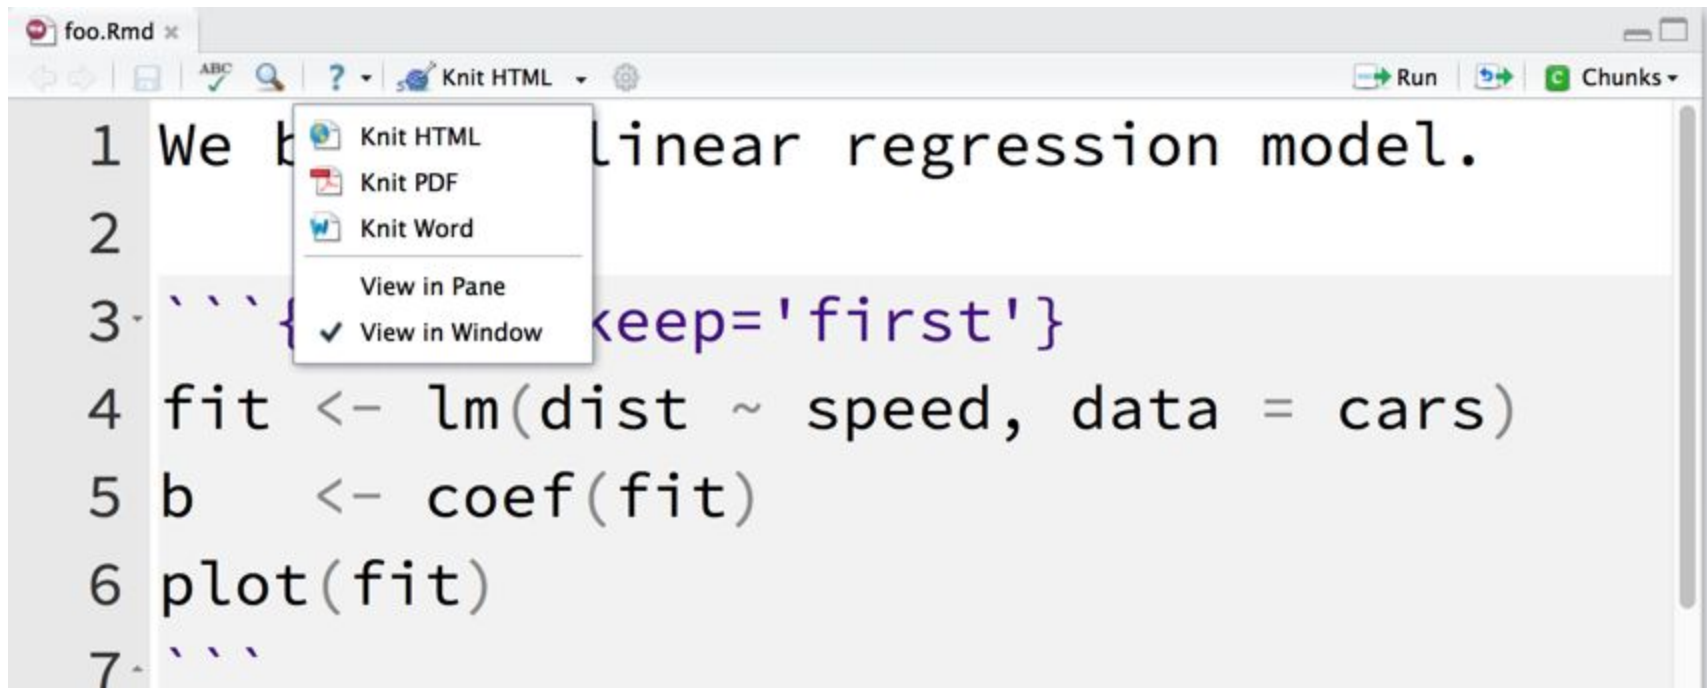 foo.Rmd
ABC ? Knit HTML Run C Chunks
Knit HTML
Knit PDF
Knit Word
View in Pane
View in Window
1 We b linear regression model.
2
3 ```{ keep='first'}
4 fit <- lm(dist ~ speed, data = cars)
5 b   <- coef(fit)
6 plot(fit)
7 ```